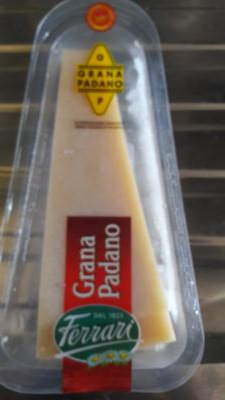 G
GRANA
PADANO
P
Grana
Padano
DAL 1823
Ferrari